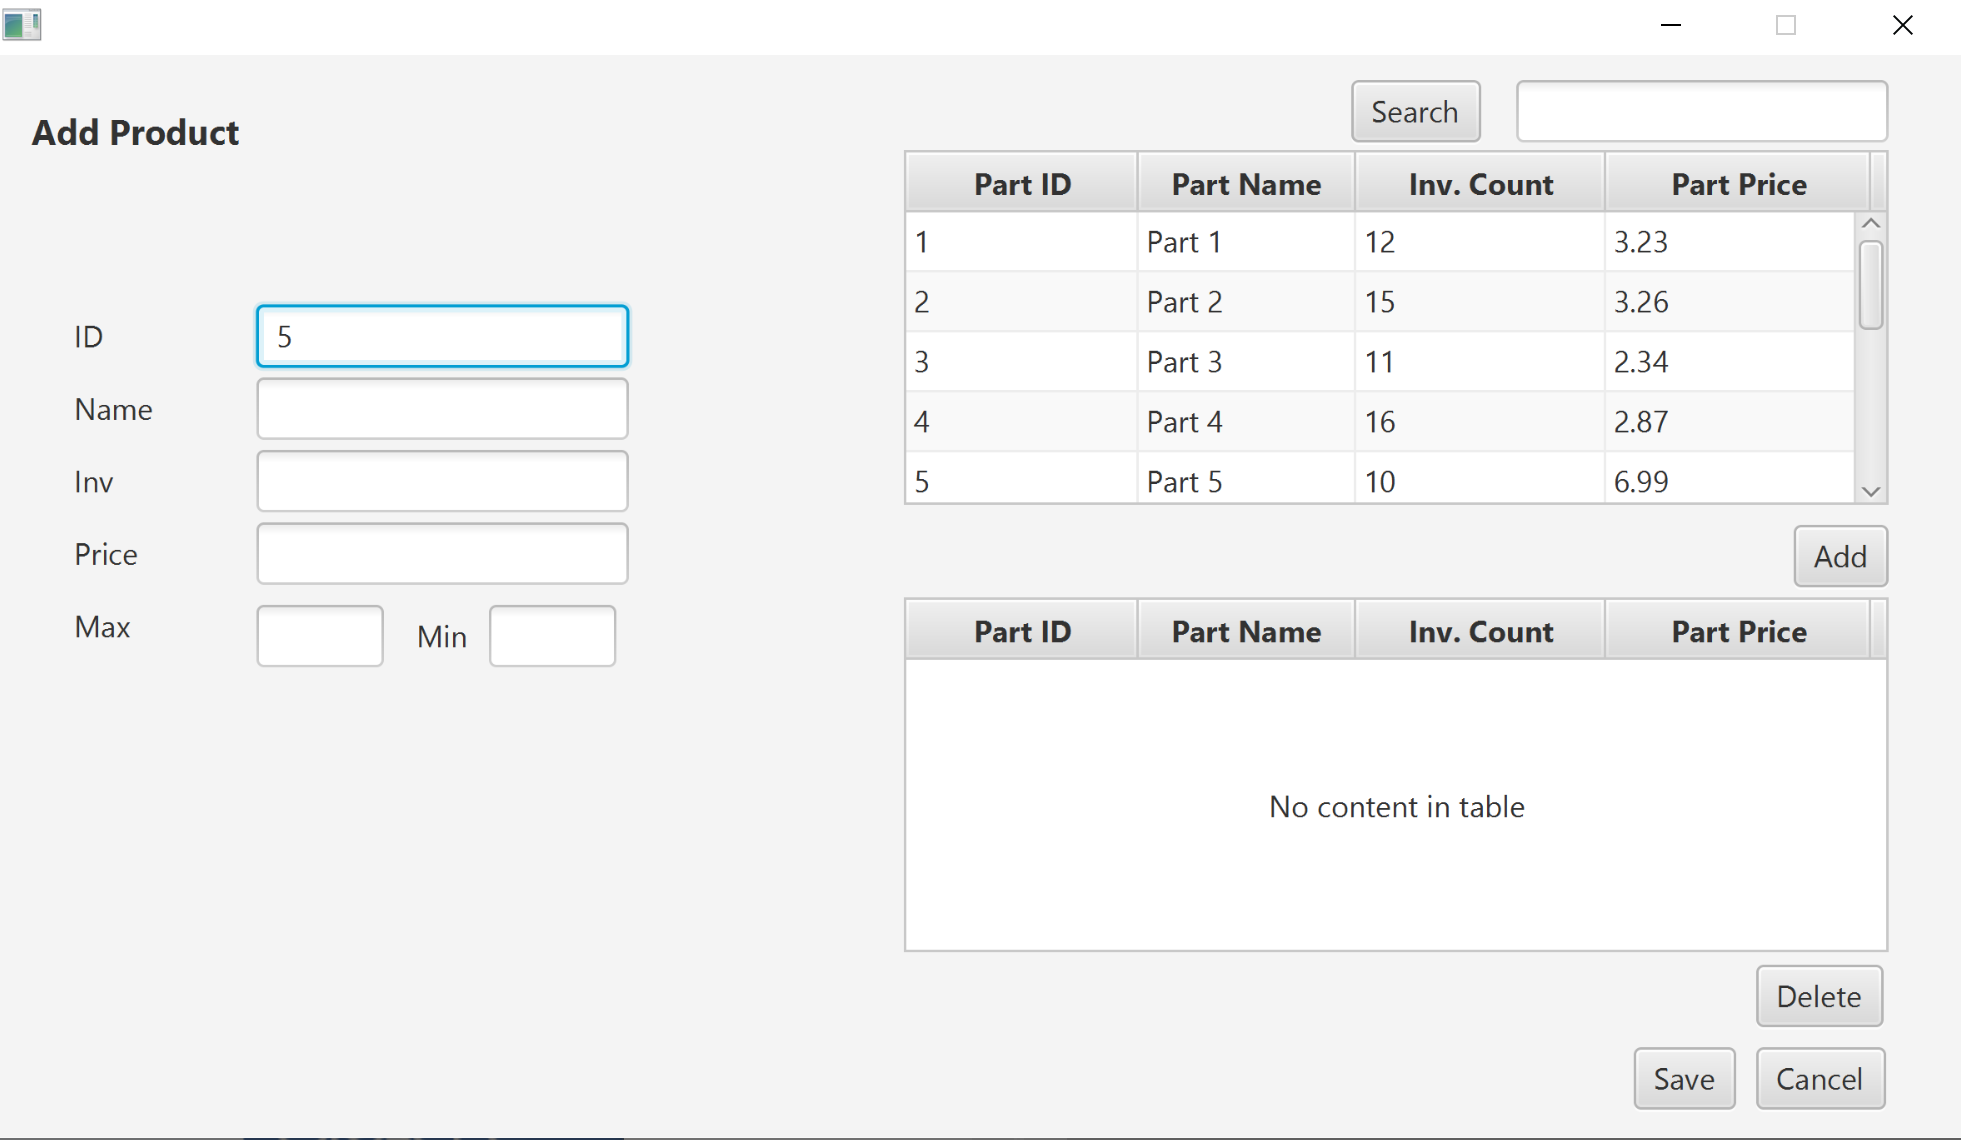 Add Product
ID 5
Name
Inv
Price
Max Min
Search
Part ID Part Name Inv. Count Part Price
1 Part 1 12 3.23
2 Part 2 15 3.26
3 Part 3 11 2.34
4 Part 4 16 2.87
5 Part 5 10 6.99
Add
Part ID Part Name Inv. Count Part Price
No content in table
Delete
Save Cancel